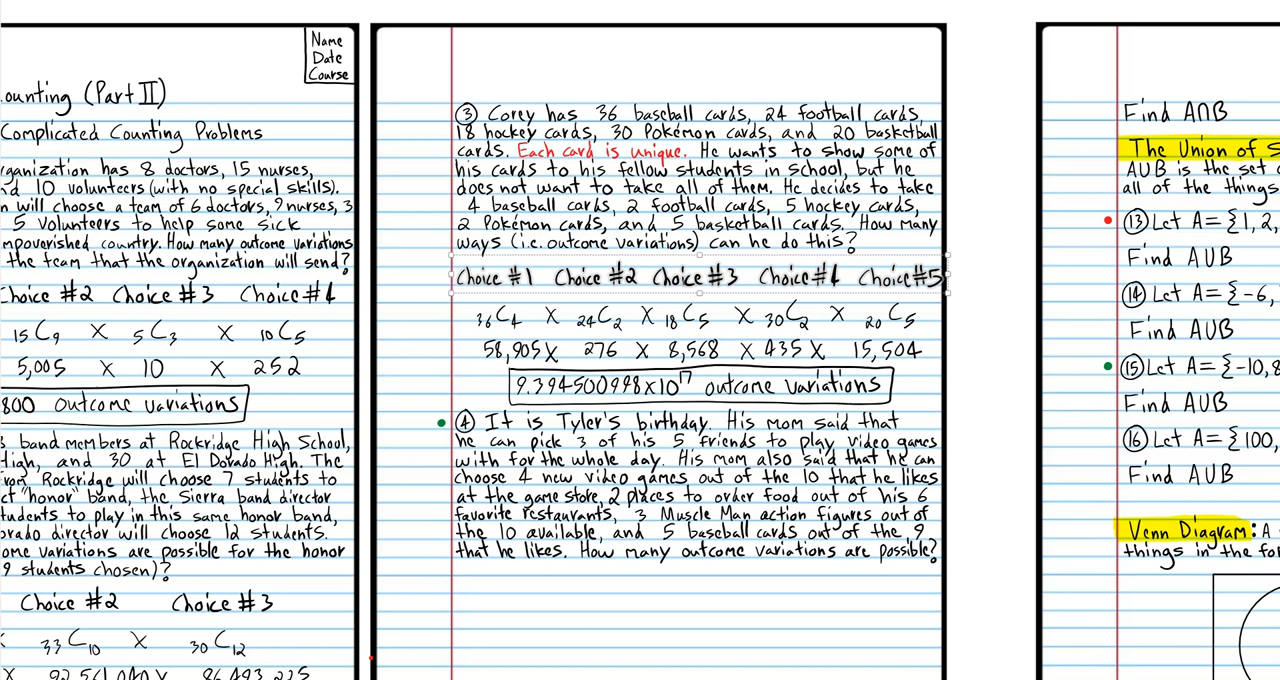 Name
Date
Course
ounting (Part II)
Complicated Counting Problems
rganization has 8 doctors, 15 nurses,
nd 10 volunteers (with no special skills).
n will choose a team of 6 doctors, 9 nurses, 3
5 Volunteers to help some sick
mpoverished country. How many outcome variations
the team that the organization will send?
Choice #2 Choice #3 Choice #4
15C9 X 5C3 X 10C5
5,005 X 10 X 252
800 outcome variations
3 band members at Rockridge High School,
High, and 30 at El Dorado High. The
rom Rockridge will choose 7 students to
ct "honor" band, the Sierra band director
tudents to play in this same honor band,
orado director will choose 12 students.
ome variations are possible for the honor
9 students chosen)?
Choice #2 Choice #3
33C10 X 30C12
③ Corey has 36 baseball cards, 24 football cards,
18 hockey cards, 30 Pokémon cards, and 20 basketball
cards. Each card is unique. He wants to show some of
his cards to his fellow students in school, but he
does not want to take all of them. He decides to take
4 baseball cards, 2 football cards, 5 hockey cards,
2 Pokémon cards, and 5 basketball cards. How many
ways (i.e. outcome variations) can he do this?
Choice #1 Choice #2 Choice #3 Choice #4 Choice #5
36C4 X 24C2 X 18C5 X 30C2 X 20C5
58,905 X 276 X 8,568 X 435 X 15,504
9.394500998X10^17 outcome variations
④ It is Tyler's birthday. His mom said that
he can pick 3 of his 5 friends to play video games
with for the whole day. His mom also said that he can
choose 4 new video games out of the 10 that he likes
at the game store, 2 places to order food out of his 6
favorite restaurants, 3 Muscle Man action figures out of
the 10 available, and 5 baseball cards out of the 9
that he likes. How many outcome variations are possible?
Find A∩B
The Union of S
AUB is the set o
all of the things
⑬ Let A={1, 2,
Find AUB
⑭ Let A={-6,
Find AUB
⑮ Let A={-10, 8
Find AUB
⑯ Let A={100,
Find AUB
Venn Diagram: A
things in the fo